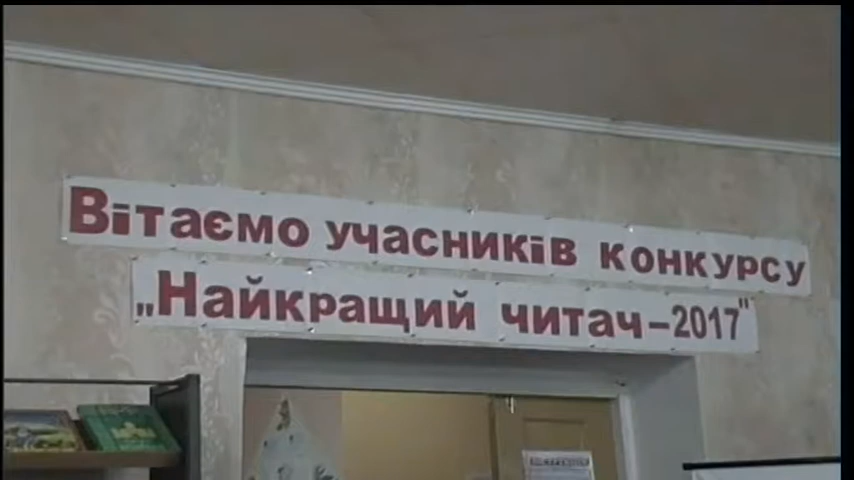 Вітаємо учасників конкурсу
„Найкращий читач–2017"